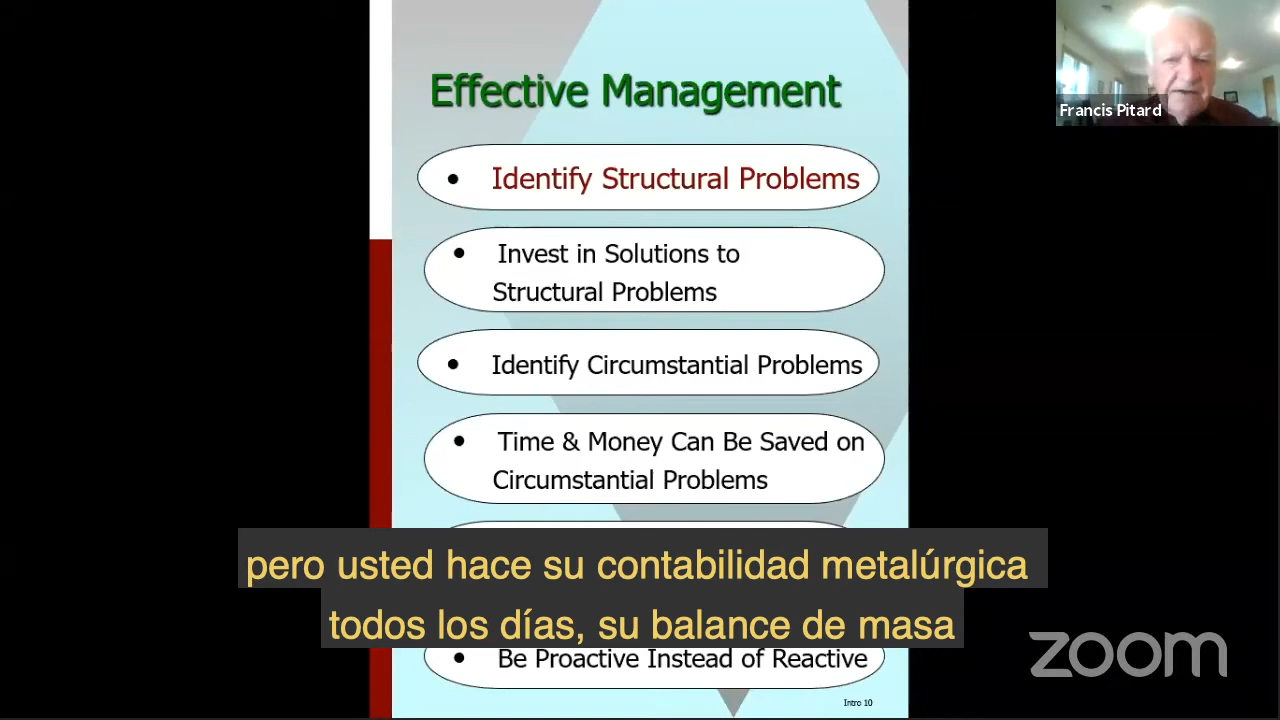 Effective Management
Francis Pitard
• Identify Structural Problems
• Invest in Solutions to
Structural Problems
• Identify Circumstantial Problems
• Time & Money Can Be Saved on
Circumstantial Problems
pero usted hace su contabilidad metalúrgica
todos los días, su balance de masa
• Be Proactive Instead of Reactive
zoom
Intro 10